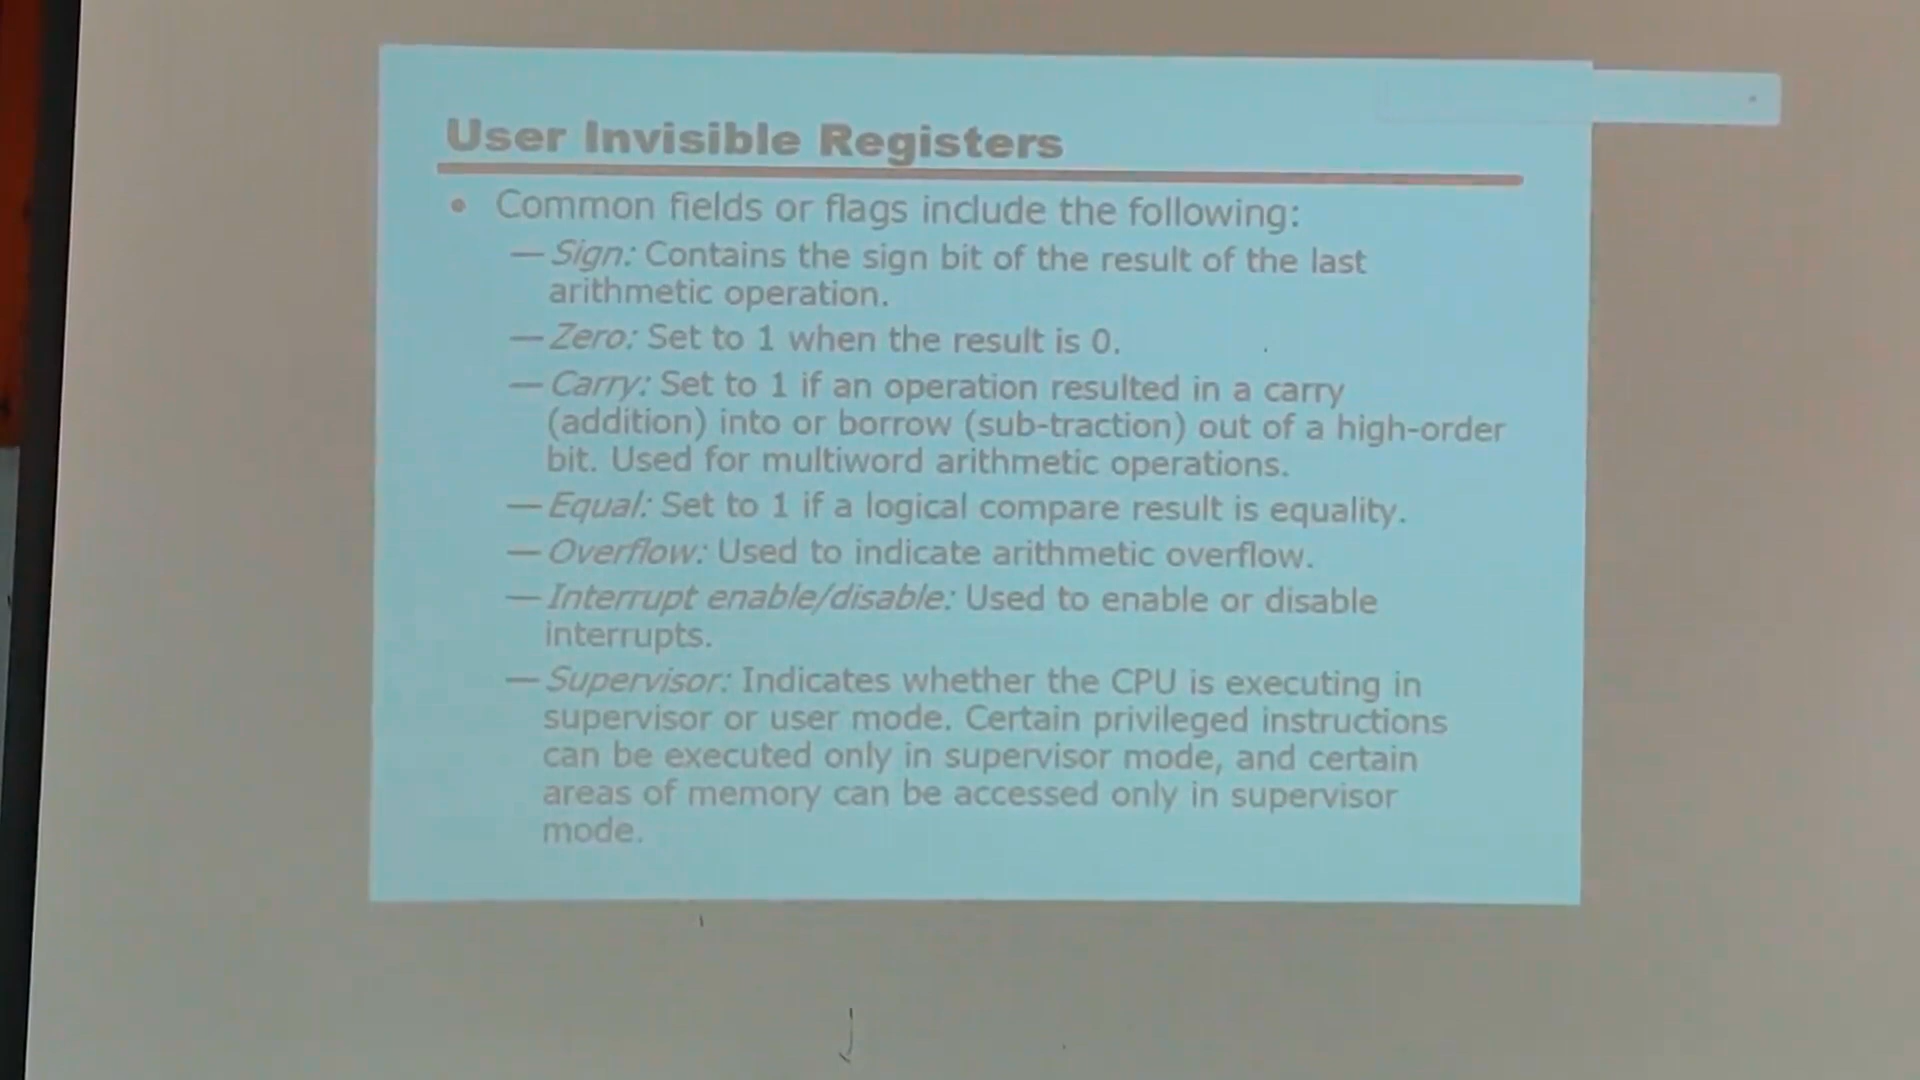 User Invisible Registers
• Common fields or flags include the following:
— Sign: Contains the sign bit of the result of the last
arithmetic operation.
— Zero: Set to 1 when the result is 0.
— Carry: Set to 1 if an operation resulted in a carry
(addition) into or borrow (sub-traction) out of a high-order
bit. Used for multiword arithmetic operations.
— Equal: Set to 1 if a logical compare result is equality.
— Overflow: Used to indicate arithmetic overflow.
— Interrupt enable/disable: Used to enable or disable
interrupts.
— Supervisor: Indicates whether the CPU is executing in
supervisor or user mode. Certain privileged instructions
can be executed only in supervisor mode, and certain
areas of memory can be accessed only in supervisor
mode.